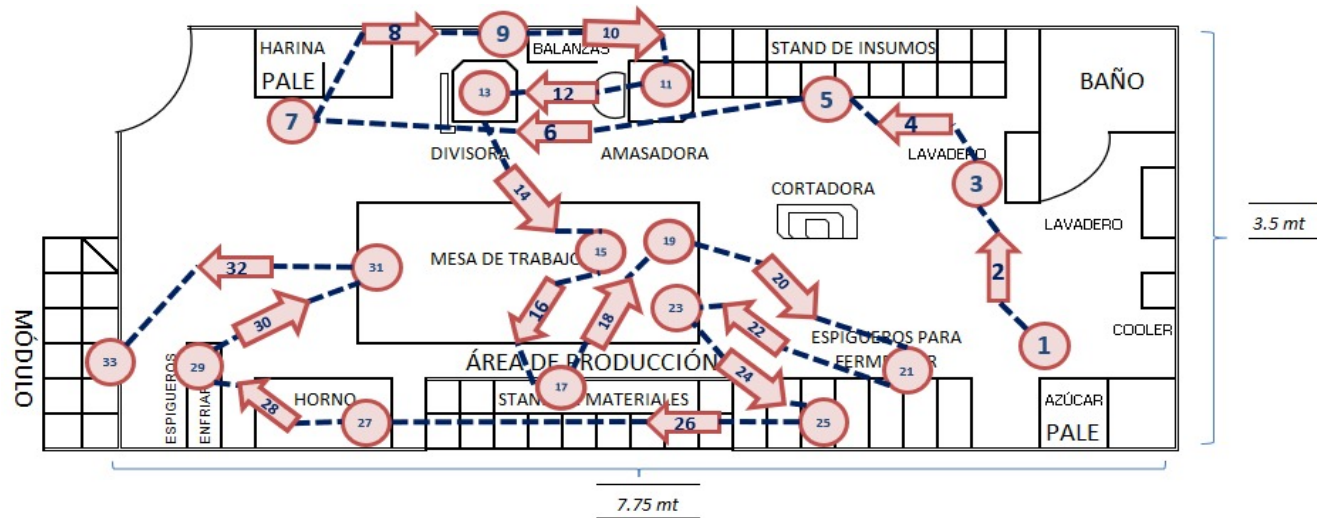 8
9
10
HARINA
PALE
BALANZAS
STAND DE INSUMOS
BAÑO
13
12
11
5
7
6
4
DIVISORA
AMASADORA
LAVADERO
3
14
CORTADORA
LAVADERO
3.5 mt
MESA DE TRABAJO
15
19
31
32
20
2
16
18
23
22
30
MÓDULO
33
29
ESPIGUEROS
ENFRIAR
ÁREA DE PRODUCCIÓN
ESPIGUEROS PARA
COOLER
1
21
24
17
28
HORNO
27
26
25
AZÚCAR
PALE
7.75 mt